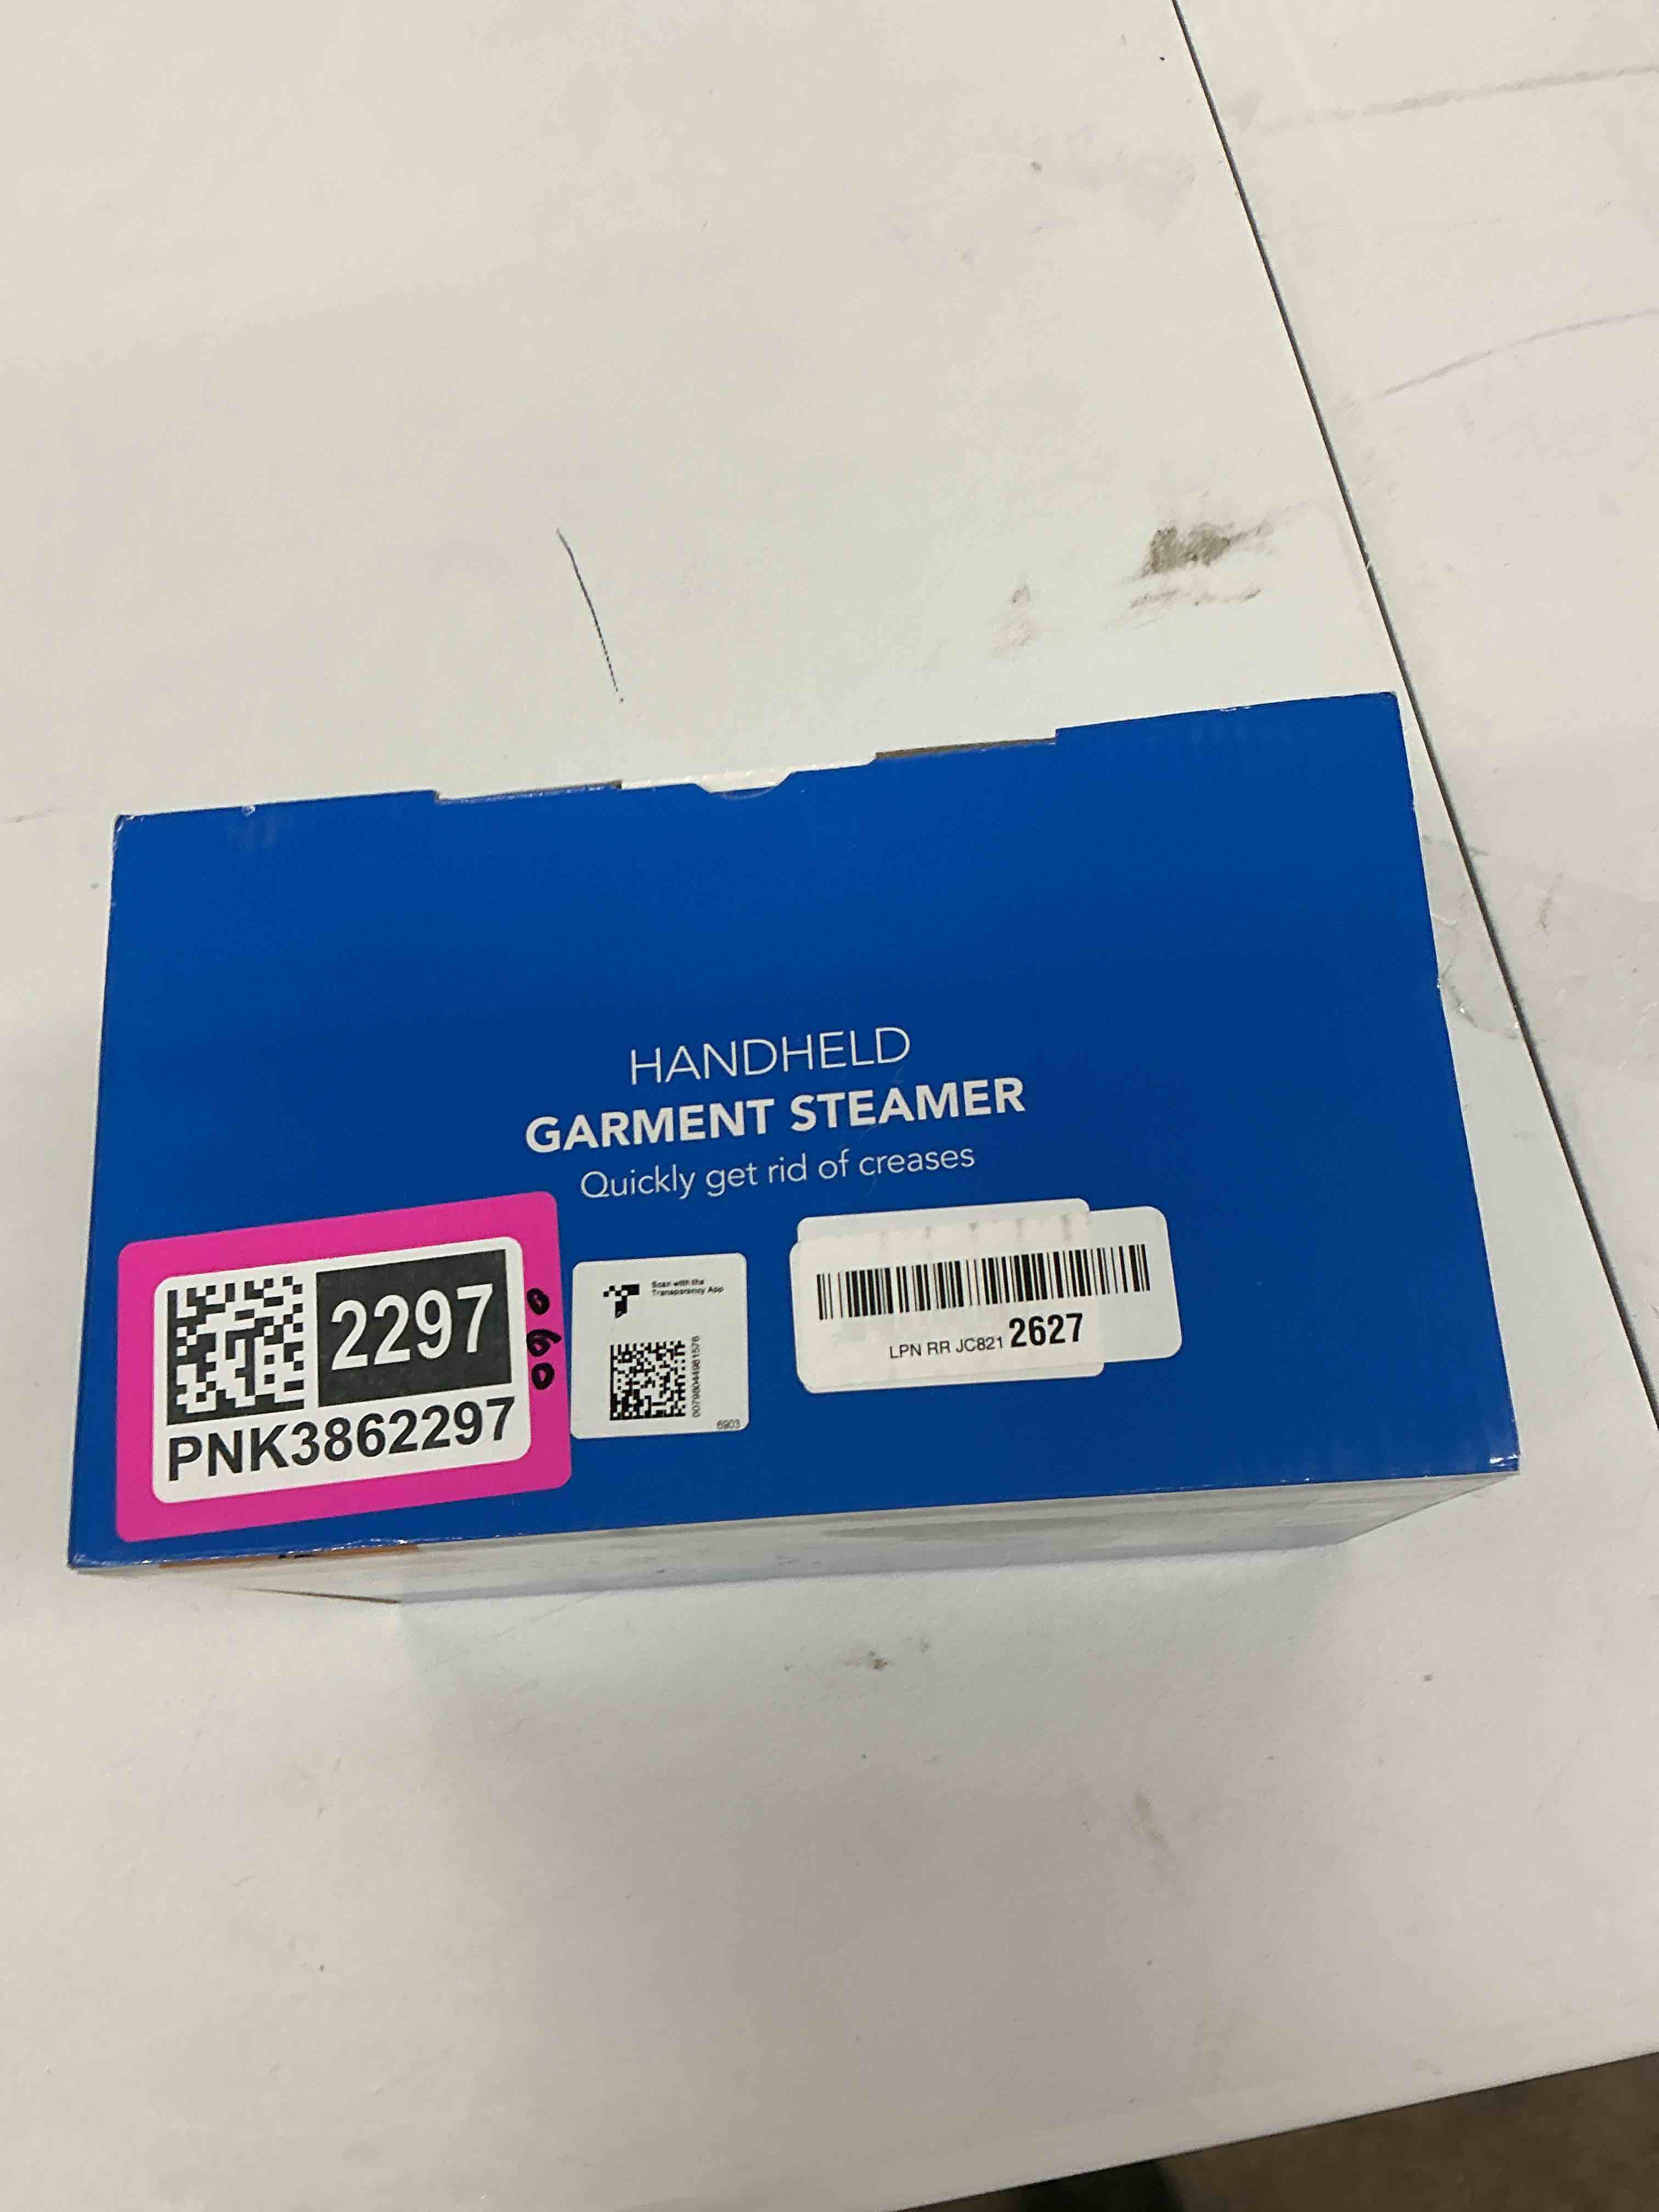 HANDHELD
GARMENT STEAMER
Quickly get rid of creases
2297
PNK3862297
Scan with the
Transparency App
6903
LPN RR JC821 2627